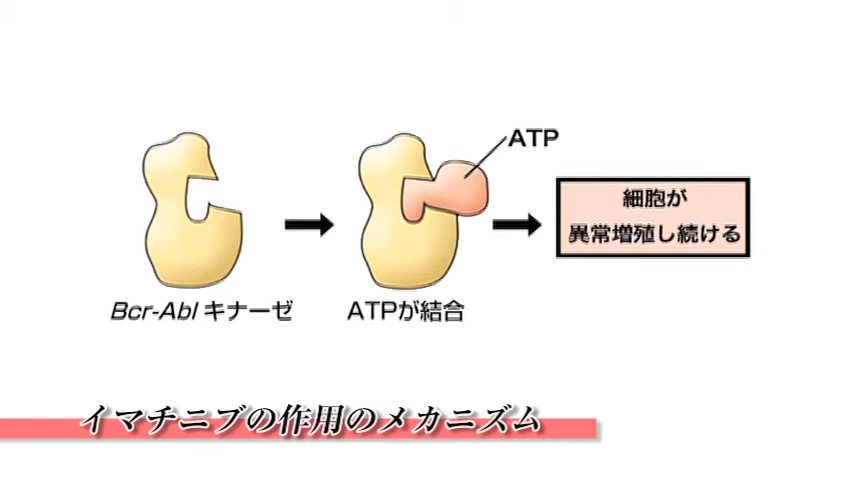 ATP
細胞が
異常増殖し続ける
Bcr-Abl キナーゼ
ATPが結合
イマチニブの作用のメカニズム